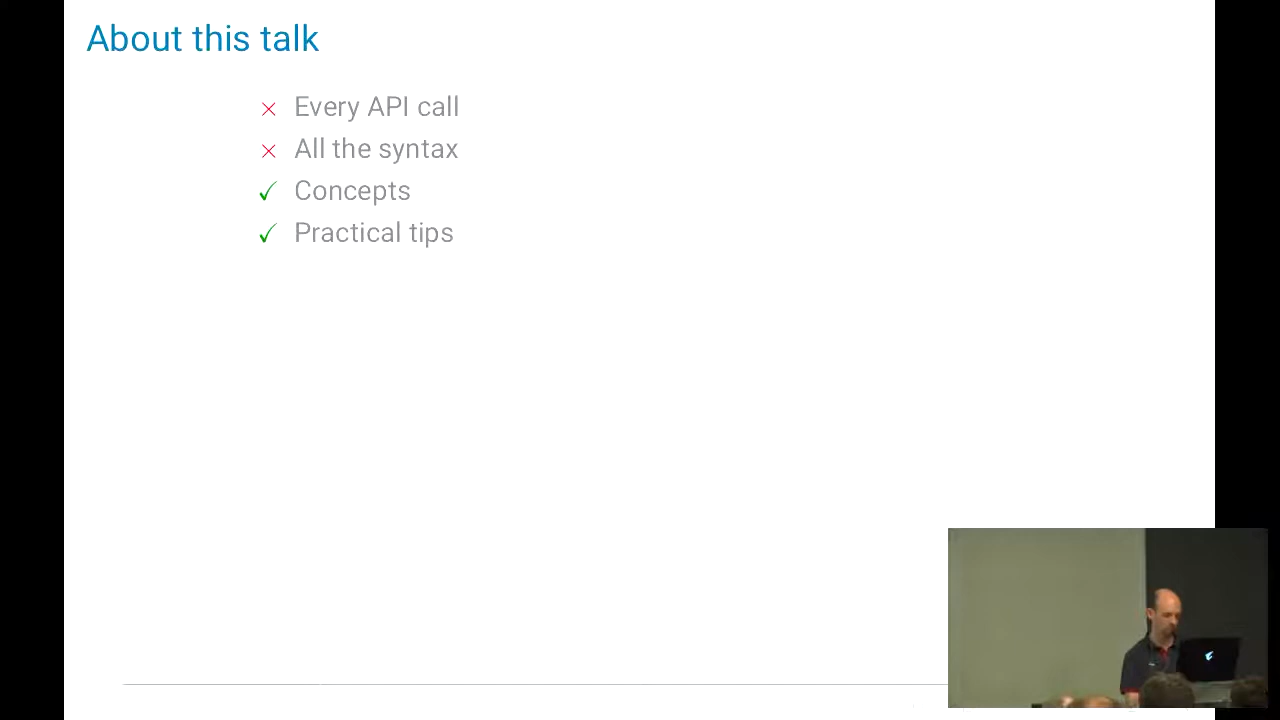 About this talk
× Every API call
× All the syntax
✓ Concepts
✓ Practical tips